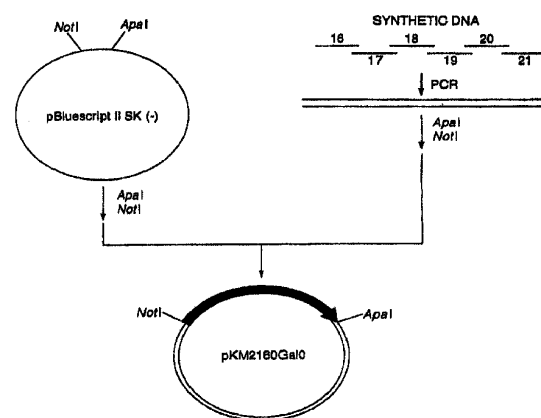 SYNTHETIC DNA
16 18 20
17 19 21
PCR
ApaI
NotI
NotI ApaI
pBluescript II SK (-)
ApaI
NotI
NotI ApaI
pKM2160Gal0